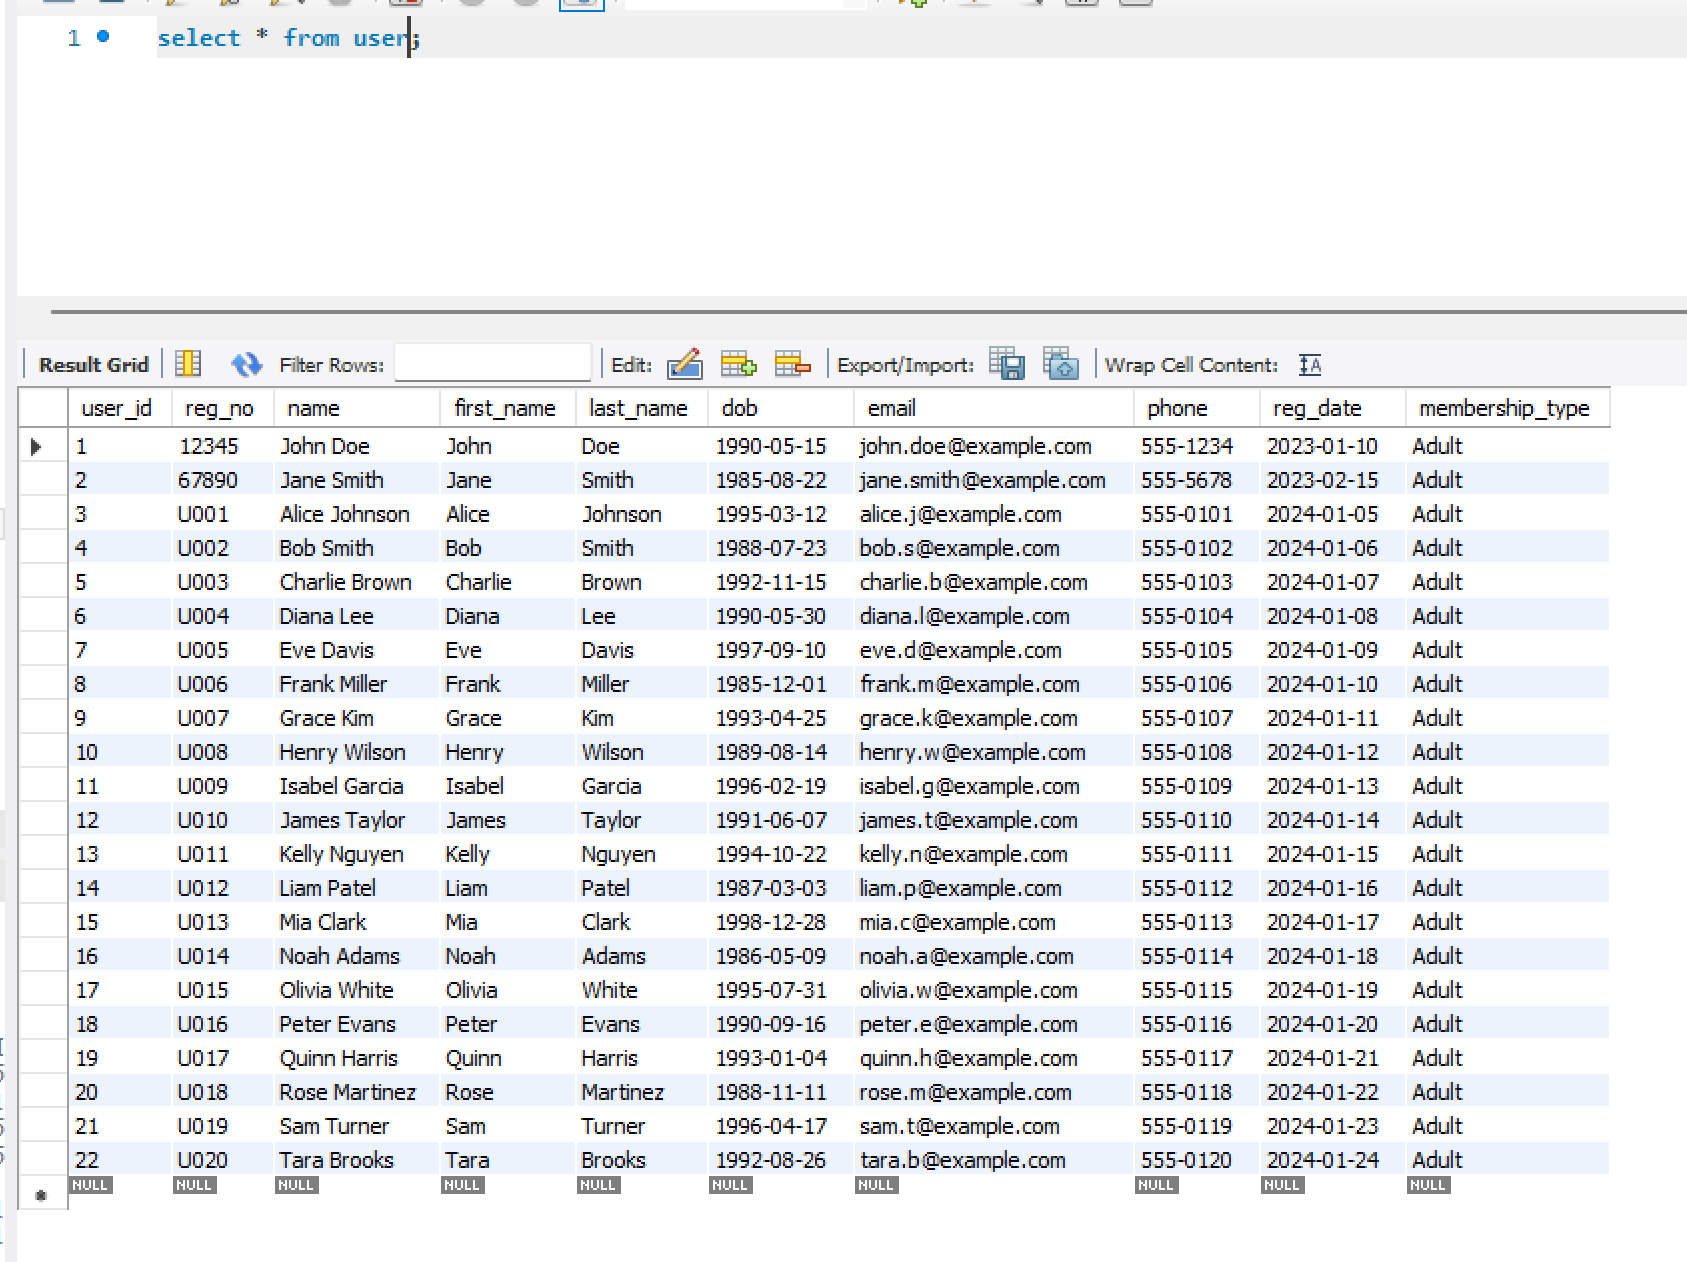 1 select * from user;
Result Grid Filter Rows: Edit: Export/Import: Wrap Cell Content:
user_id reg_no name first_name last_name dob email phone reg_date membership_type
1 12345 John Doe John Doe 1990-05-15 john.doe@example.com 555-1234 2023-01-10 Adult
2 67890 Jane Smith Jane Smith 1985-08-22 jane.smith@example.com 555-5678 2023-02-15 Adult
3 U001 Alice Johnson Alice Johnson 1995-03-12 alice.j@example.com 555-0101 2024-01-05 Adult
4 U002 Bob Smith Bob Smith 1988-07-23 bob.s@example.com 555-0102 2024-01-06 Adult
5 U003 Charlie Brown Charlie Brown 1992-11-15 charlie.b@example.com 555-0103 2024-01-07 Adult
6 U004 Diana Lee Diana Lee 1990-05-30 diana.l@example.com 555-0104 2024-01-08 Adult
7 U005 Eve Davis Eve Davis 1997-09-10 eve.d@example.com 555-0105 2024-01-09 Adult
8 U006 Frank Miller Frank Miller 1985-12-01 frank.m@example.com 555-0106 2024-01-10 Adult
9 U007 Grace Kim Grace Kim 1993-04-25 grace.k@example.com 555-0107 2024-01-11 Adult
10 U008 Henry Wilson Henry Wilson 1989-08-14 henry.w@example.com 555-0108 2024-01-12 Adult
11 U009 Isabel Garcia Isabel Garcia 1996-02-19 isabel.g@example.com 555-0109 2024-01-13 Adult
12 U010 James Taylor James Taylor 1991-06-07 james.t@example.com 555-0110 2024-01-14 Adult
13 U011 Kelly Nguyen Kelly Nguyen 1994-10-22 kelly.n@example.com 555-0111 2024-01-15 Adult
14 U012 Liam Patel Liam Patel 1987-03-03 liam.p@example.com 555-0112 2024-01-16 Adult
15 U013 Mia Clark Mia Clark 1998-12-28 mia.c@example.com 555-0113 2024-01-17 Adult
16 U014 Noah Adams Noah Adams 1986-05-09 noah.a@example.com 555-0114 2024-01-18 Adult
17 U015 Olivia White Olivia White 1995-07-31 olivia.w@example.com 555-0115 2024-01-19 Adult
18 U016 Peter Evans Peter Evans 1990-09-16 peter.e@example.com 555-0116 2024-01-20 Adult
19 U017 Quinn Harris Quinn Harris 1993-01-04 quinn.h@example.com 555-0117 2024-01-21 Adult
20 U018 Rose Martinez Rose Martinez 1988-11-11 rose.m@example.com 555-0118 2024-01-22 Adult
21 U019 Sam Turner Sam Turner 1996-04-17 sam.t@example.com 555-0119 2024-01-23 Adult
22 U020 Tara Brooks Tara Brooks 1992-08-26 tara.b@example.com 555-0120 2024-01-24 Adult
NULL NULL NULL NULL NULL NULL NULL NULL NULL NULL